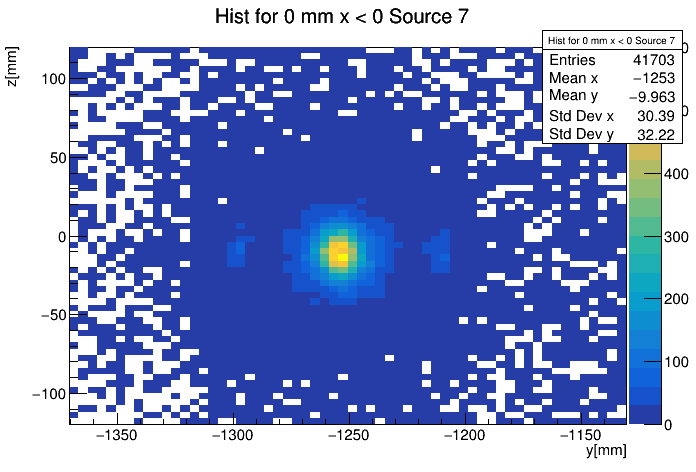 Hist for 0 mm x < 0 Source 7
z[mm]
Hist for 0 mm x < 0 Source 7
Entries 41703
Mean x −1253
Mean y −9.963
Std Dev x 30.39
Std Dev y 32.22
100
50
0
−50
−100
400
300
200
100
0
−1350 −1300 −1250 −1200 −1150
y[mm]